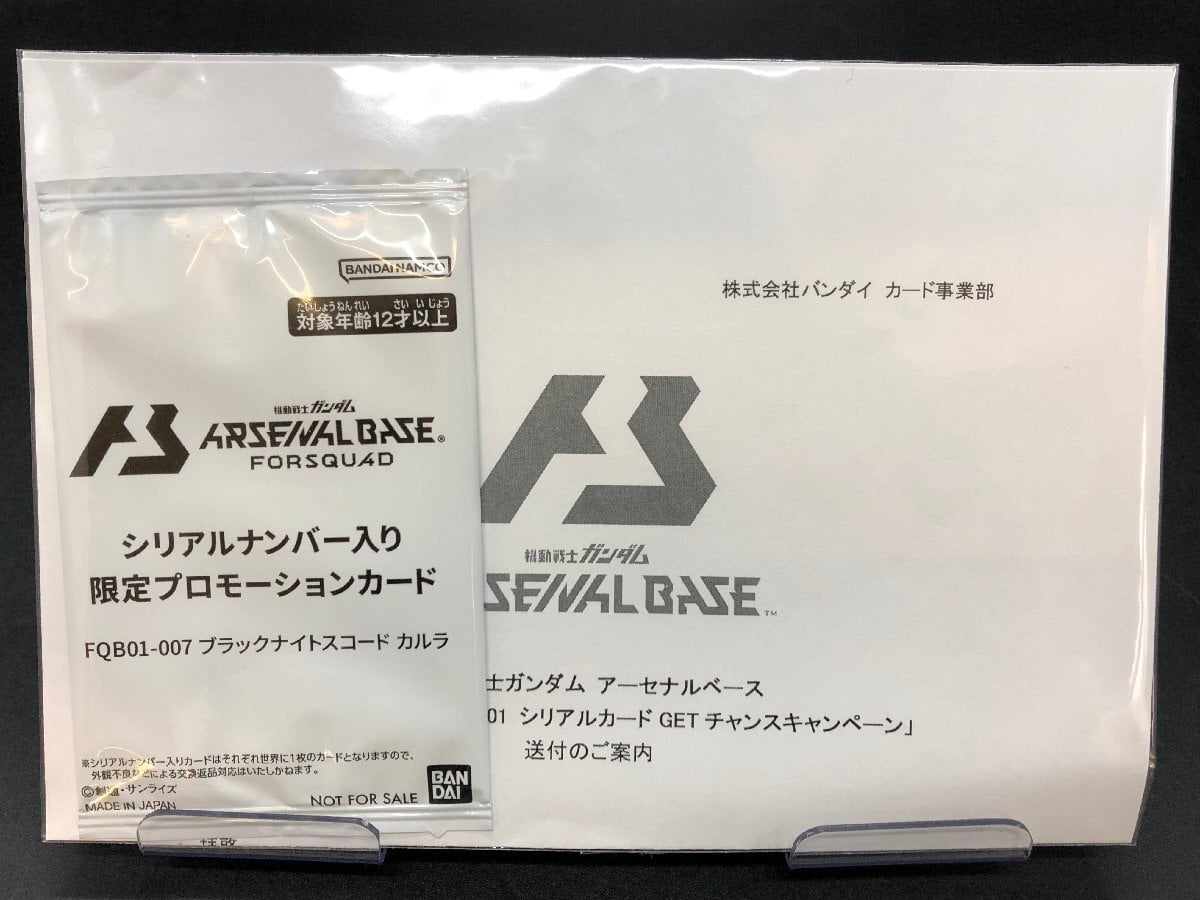 BANDAI NAMCO
たいしょうねんれい さい いじょう
対象年齢12才以上
機動戦士ガンダム
ARSENAL BASE®
FORSQUAD
シリアルナンバー入り
限定プロモーションカード
FQB01-007 ブラックナイトスコード カルラ
※シリアルナンバー入りカードはそれぞれ世界に1枚のカードとなりますので、
外観不良などによる交換返品対応はいたしかねます。
©創通・サンライズ
MADE IN JAPAN
NOT FOR SALE
BAN
DAI
株式会社バンダイ カード事業部
機動戦士ガンダム
SENAL BASE™
士ガンダム アーセナルベース
01 シリアルカード GET チャンスキャンペーン」
送付のご案内